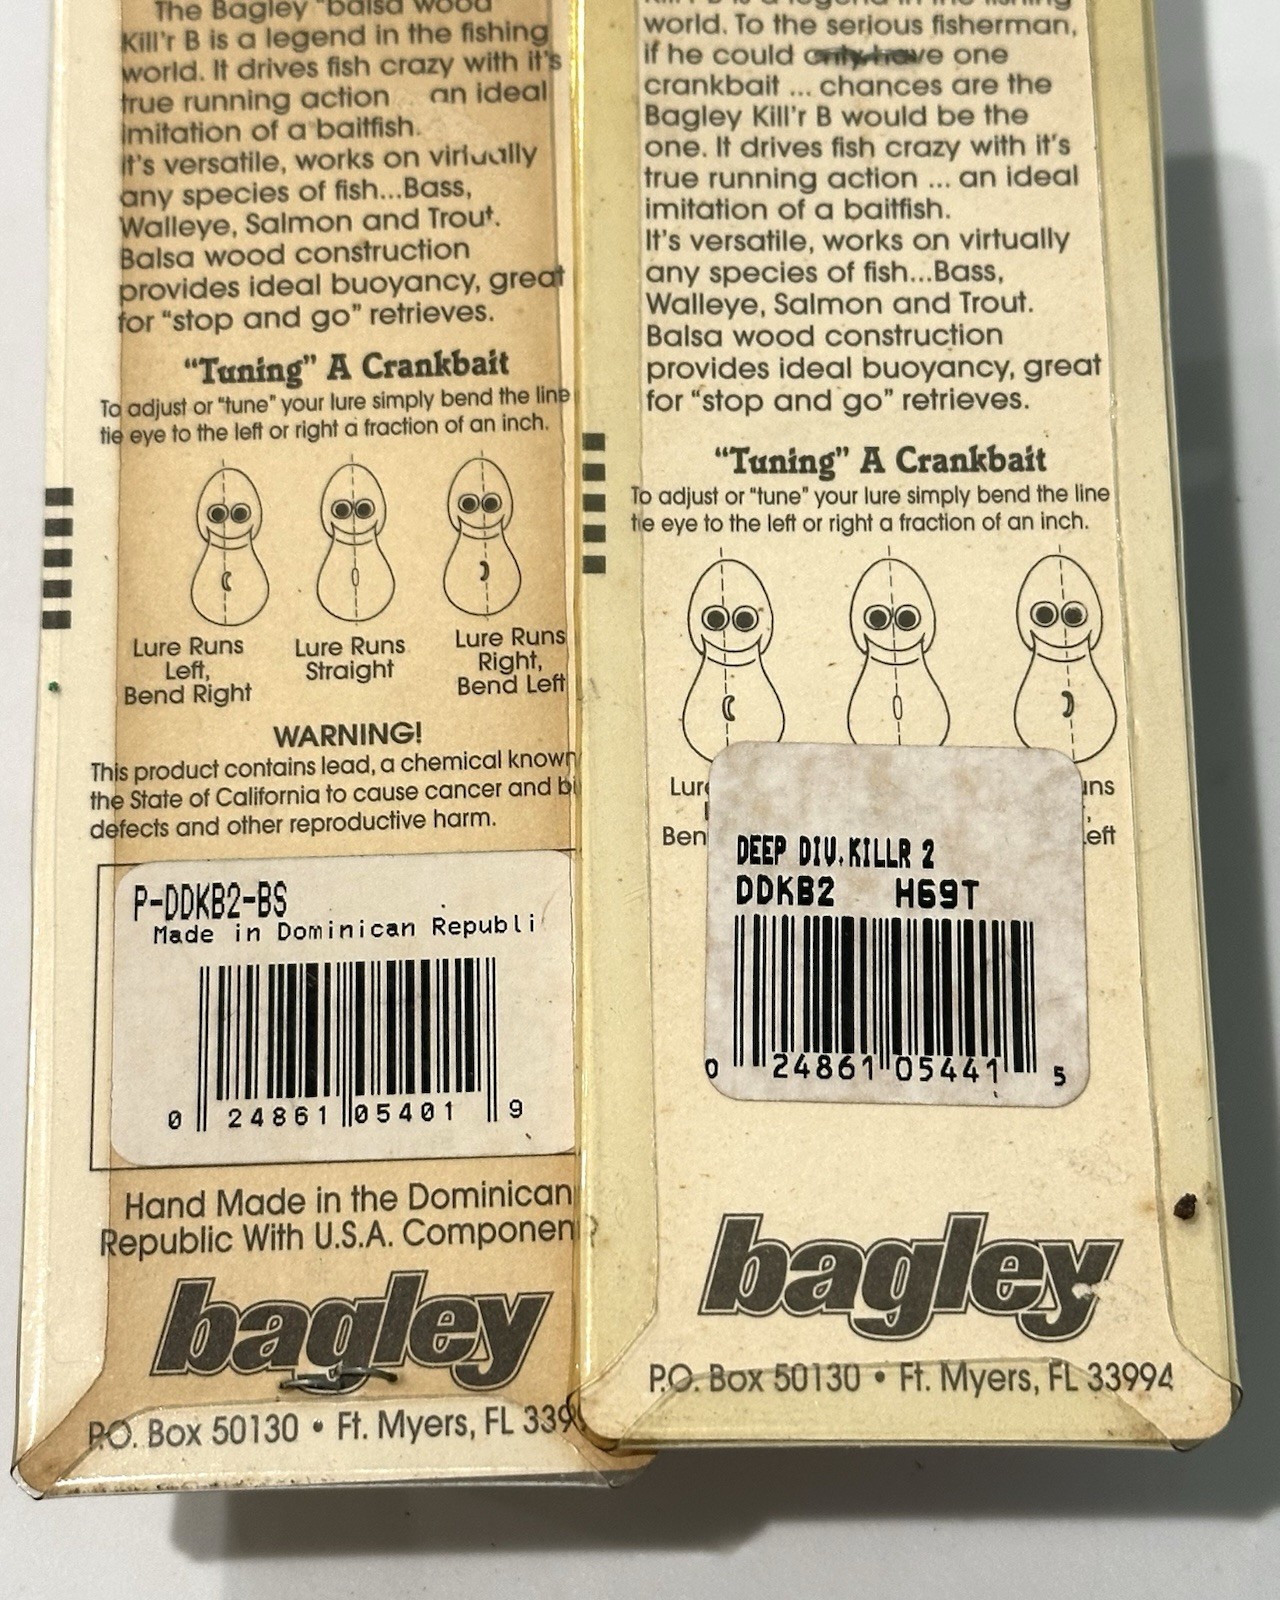 The Bagley "balsa wood
Kill'r B is a legend in the fishing
world. It drives fish crazy with it's
true running action an ideal
imitation of a baitfish.
It's versatile, works on virtually
any species of fish...Bass,
Walleye, Salmon and Trout.
Balsa wood construction
provides ideal buoyancy, great
for “stop and go” retrieves.
“Tuning” A Crankbait
To adjust or “tune” your lure simply bend the line
tie eye to the left or right a fraction of an inch.
Lure Runs
Left,
Bend Right
Lure Runs
Straight
Lure Runs
Right,
Bend Left
WARNING!
This product contains lead, a chemical known
the State of California to cause cancer and bi
defects and other reproductive harm.
P-DDKB2-BS
Made in Dominican Republi
0 24861 05401 9
Hand Made in the Dominican
Republic With U.S.A. Componen
bagley
P.O. Box 50130 • Ft. Myers, FL 339
Kill'r B is a legend in the fishing
world. To the serious fisherman,
if he could only have one
crankbait ... chances are the
Bagley Kill'r B would be the
one. It drives fish crazy with it's
true running action ... an ideal
imitation of a baitfish.
It's versatile, works on virtually
any species of fish...Bass,
Walleye, Salmon and Trout.
Balsa wood construction
provides ideal buoyancy, great
for “stop and go” retrieves.
“Tuning” A Crankbait
To adjust or “tune” your lure simply bend the line
tie eye to the left or right a fraction of an inch.
Lur
Ben
uns
Left
DEEP DIV.KILLR 2
DDKB2 H69T
0 24861 05441 5
bagley
P.O. Box 50130 • Ft. Myers, FL 33994